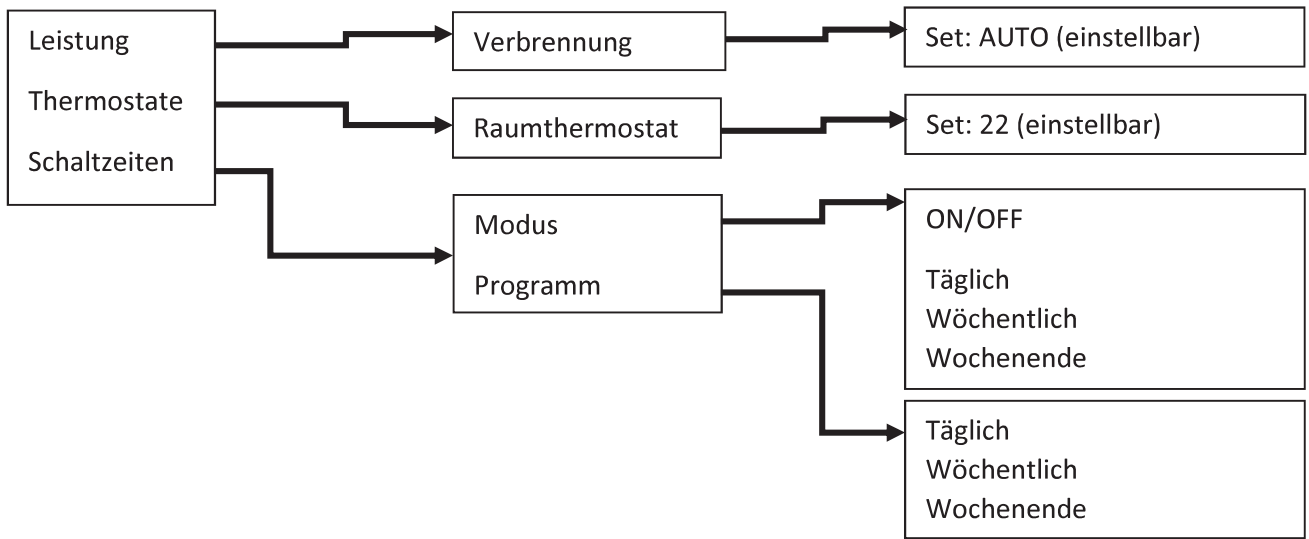 Leistung
Thermostate
Schaltzeiten
Verbrennung
Raumthermostat
Modus
Programm
Set: AUTO (einstellbar)
Set: 22 (einstellbar)
ON/OFF
Täglich
Wöchentlich
Wochenende
Täglich
Wöchentlich
Wochenende